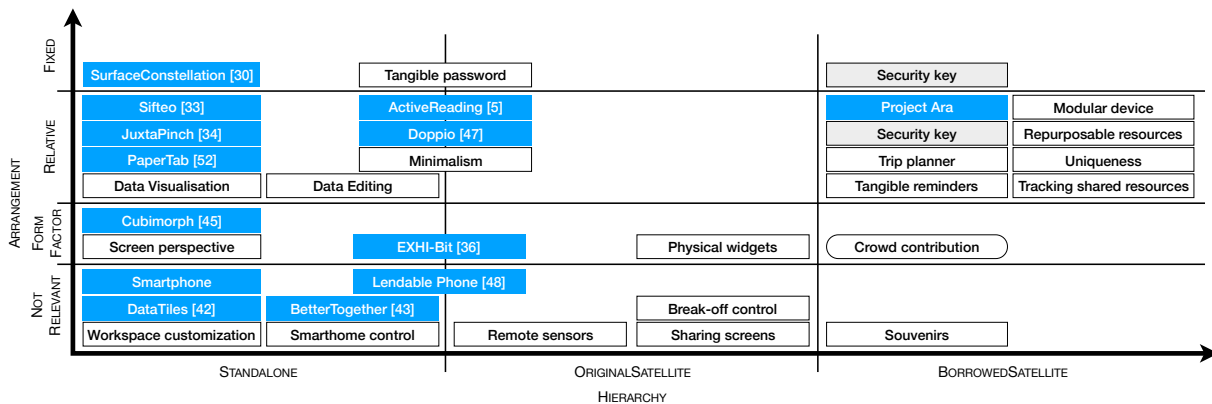 FIXED
SurfaceConstellation [30]
Tangible password
Security key
RELATIVE
Sifteo [33]
ActiveReading [5]
Project Ara
Modular device
JuxtaPinch [34]
Doppio [47]
Security key
Repurposable resources
PaperTab [52]
Minimalism
Trip planner
Uniqueness
Data Visualisation
Data Editing
Tangible reminders
Tracking shared resources
ARRANGEMENT
FORM
FACTOR
Cubimorph [45]
Screen perspective
EXHI-Bit [36]
Physical widgets
Crowd contribution
NOT
RELEVANT
Smartphone
Lendable Phone [48]
DataTiles [42]
BetterTogether [43]
Break-off control
Workspace customization
Smarthome control
Remote sensors
Sharing screens
Souvenirs
STANDALONE
ORIGINALSATELLITE
BORROWEDSATELLITE
HIERARCHY